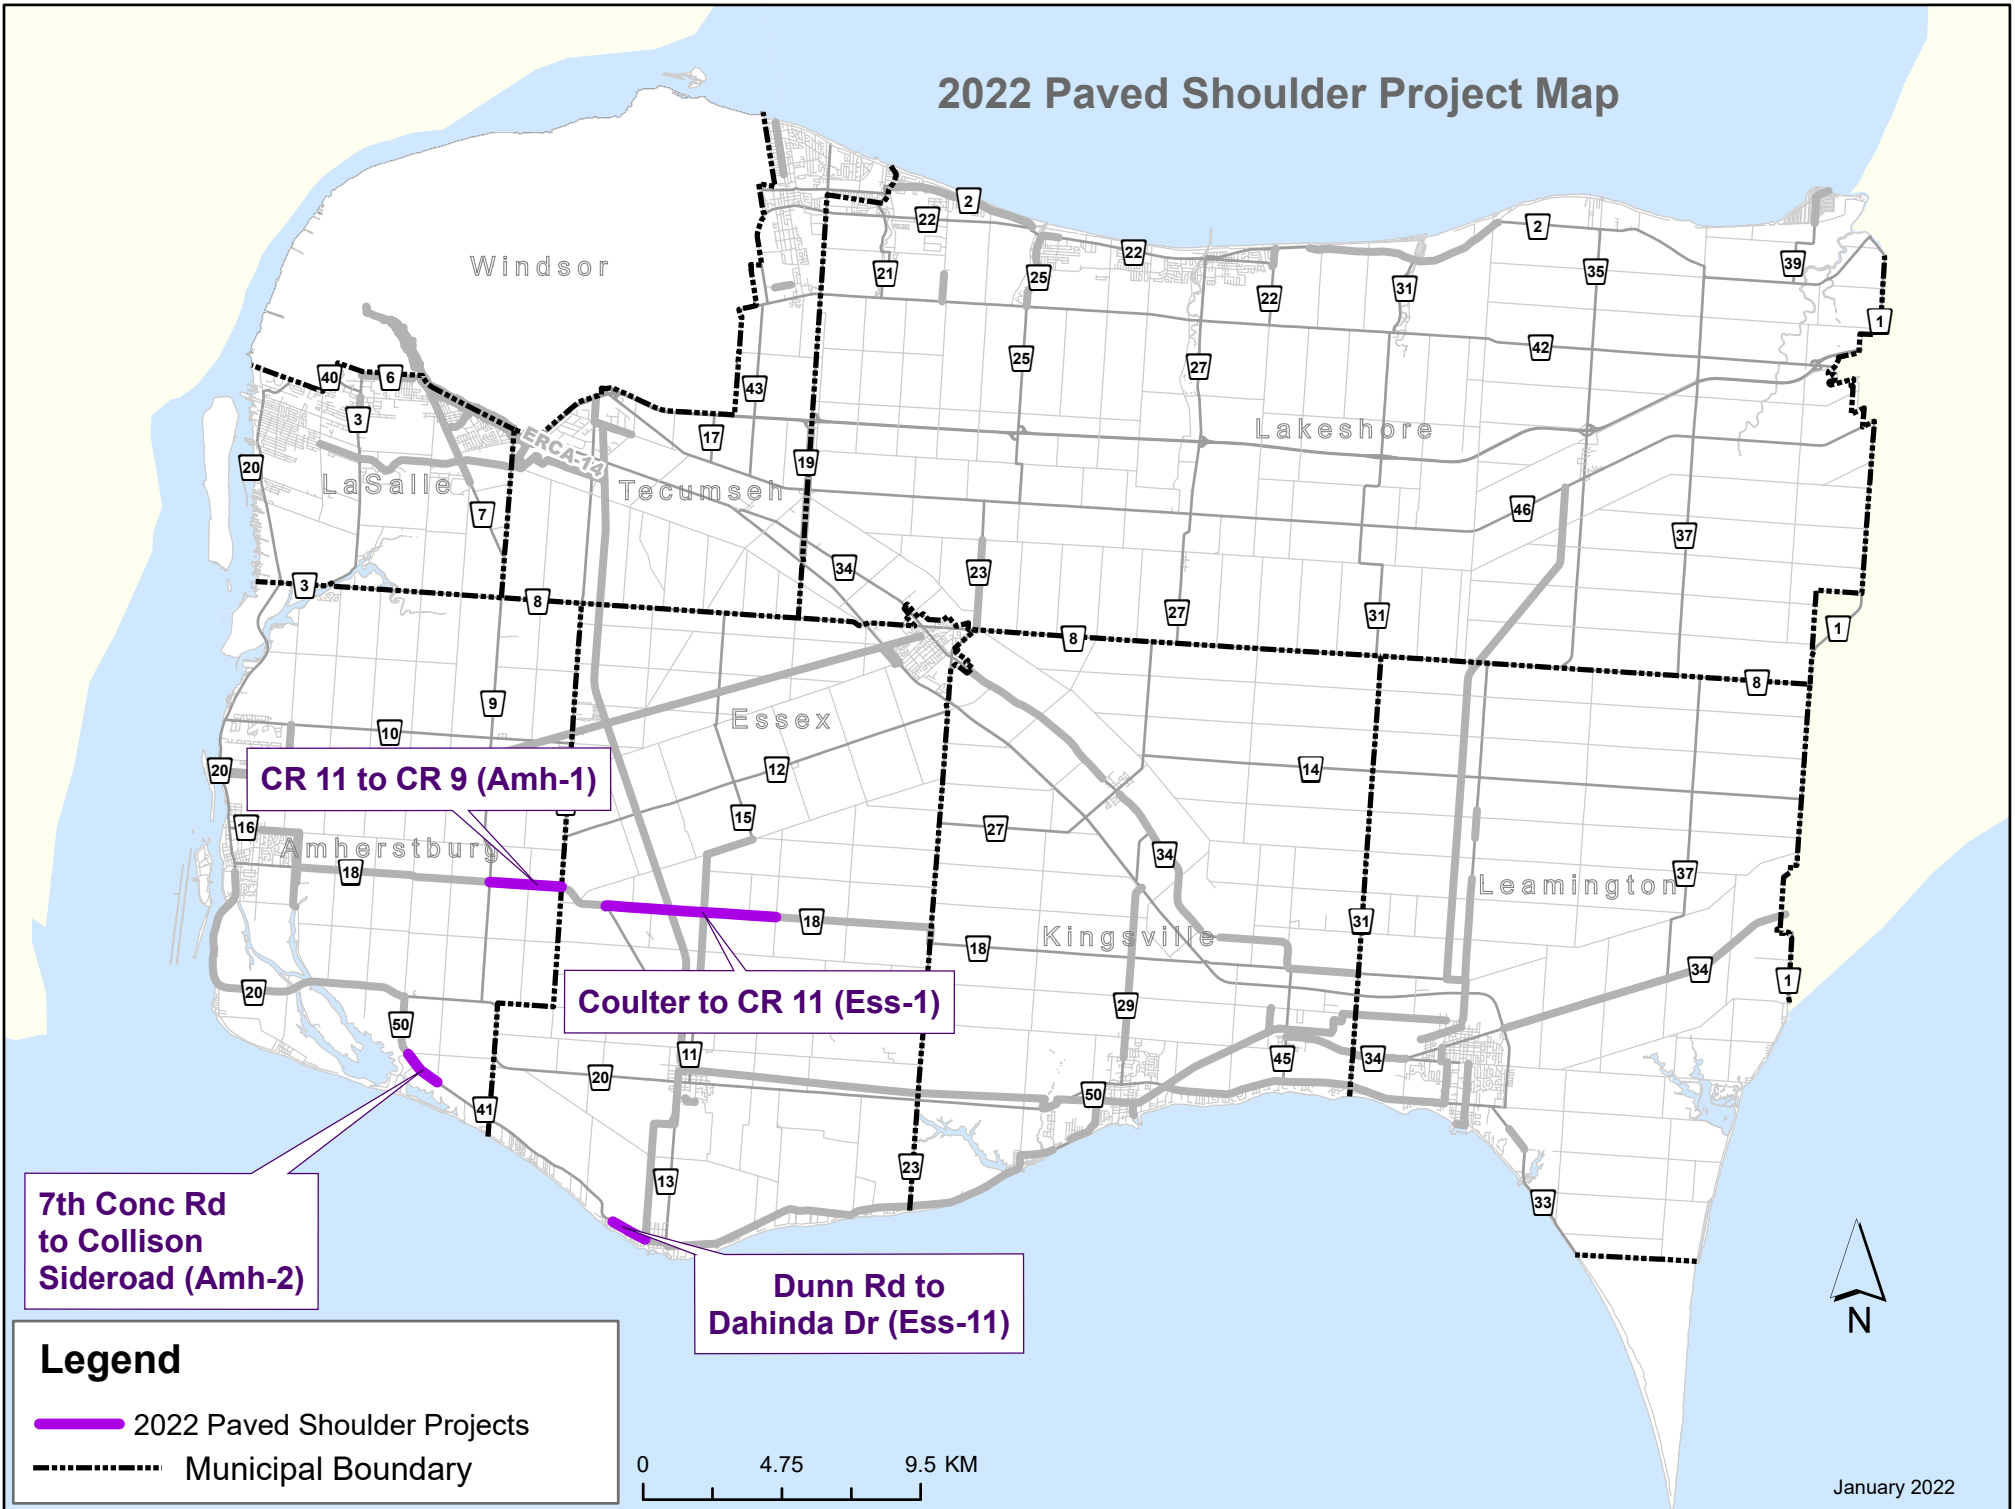 2022 Paved Shoulder Project Map
2
22
2
22
21
25
35
39
Windsor
22
31
1
42
25
27
40
6
43
3
Lakeshore
17
ERCA-14
19
20
LaSalle
Tecumseh
46
7
37
34
23
3
8
27
31
1
8
8
9
Essex
10
12
14
20
CR 11 to CR 9 (Amh-1)
15
16
27
Amherstburg
34
18
37
Leamington
18
31
Kingsville
18
34
1
20
Coulter to CR 11 (Ess-1)
29
50
11
45
34
20
50
41
23
13
33
7th Conc Rd
to Collison
Sideroad (Amh-2)
Dunn Rd to
Dahinda Dr (Ess-11)
N
Legend
2022 Paved Shoulder Projects
Municipal Boundary
0 4.75 9.5 KM
January 2022